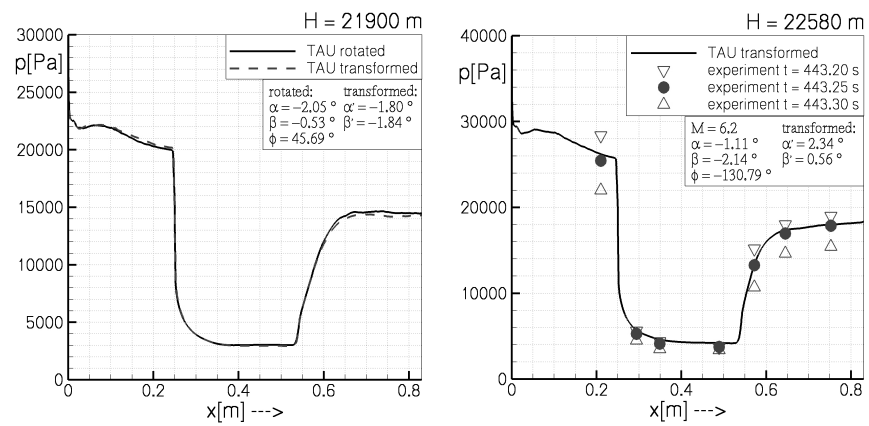 H = 21900 m
30000
p[Pa]
25000
20000
15000
10000
5000
0
TAU rotated
TAU transformed
rotated: transformed:
α = −2.05 ° α' = −1.80 °
β = −0.53 ° β' = −1.84 °
ϕ = 45.69 °
0 0.2 0.4 0.6 0.8
x[m] --->
H = 22580 m
40000
p[Pa]
30000
20000
10000
0
TAU transformed
experiment t = 443.20 s
experiment t = 443.25 s
experiment t = 443.30 s
M = 6.2 transformed:
α = −1.11 ° α' = 2.34 °
β = −2.14 ° β' = 0.56 °
ϕ = −130.79 °
0 0.2 0.4 0.6 0.8
x[m] --->